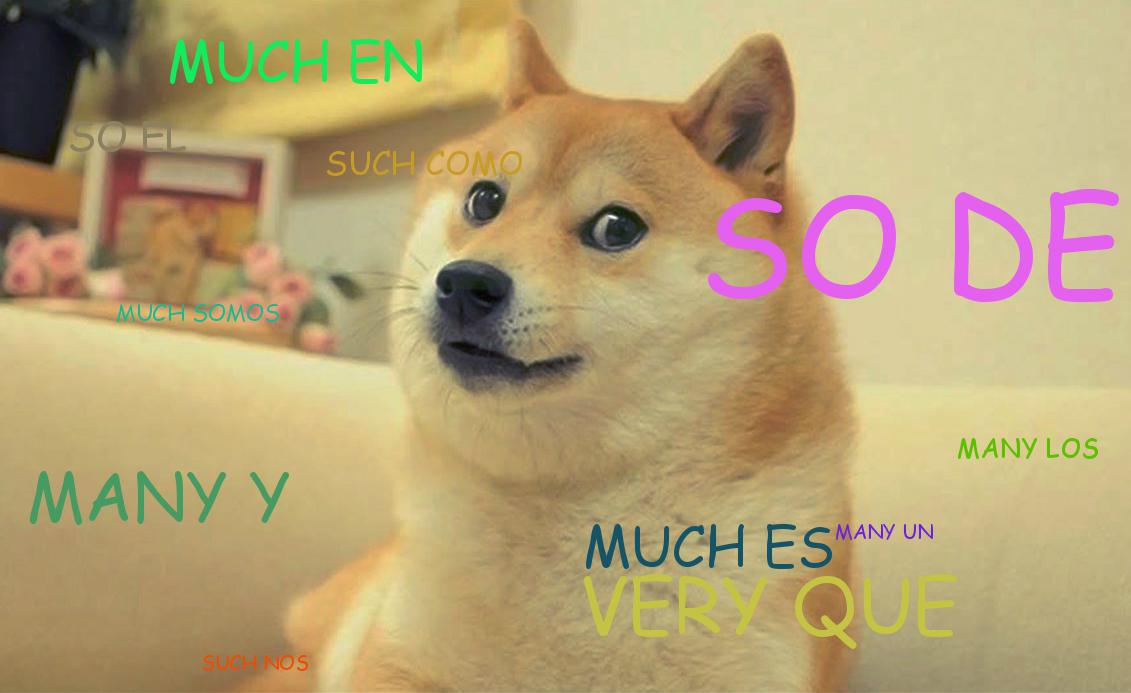 MUCH EN
SO EL
SUCH COMO
SO DE
MUCH SOMOS
MANY LOS
MANY Y
MUCH ES
MANY UN
VERY QUE
SUCH NOS